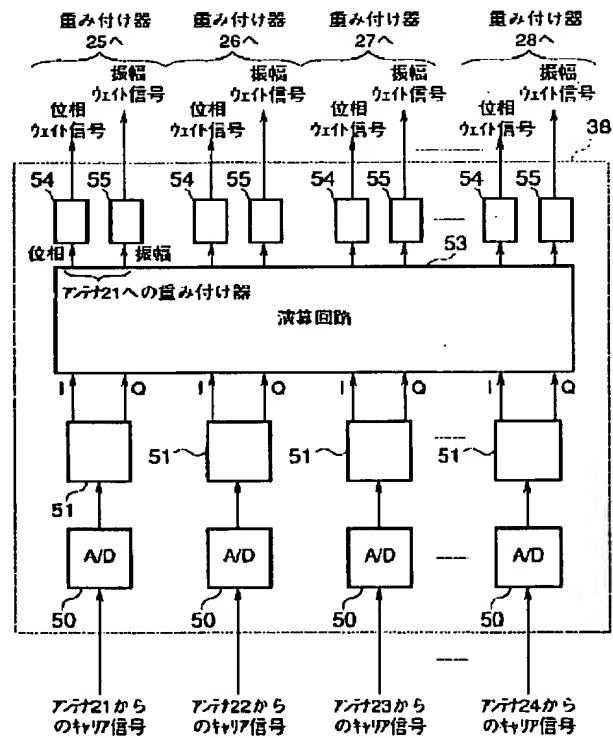 重み付け器 重み付け器 重み付け器 重み付け器
25へ 26へ 27へ 28へ
振幅 振幅 振幅 振幅
位相 ウェイト信号 位相 ウェイト信号 位相 ウェイト信号 位相 ウェイト信号
ウェイト信号 ウェイト信号 ウェイト信号 ウェイト信号
38
54 55 54 55 54 55 54 55
位相 振幅 53
アンテナ21への重み付け器
演算回路
I Q I Q I Q I Q
51 51 51
51
A/D A/D A/D A/D
50 50 50 50
アンテナ21から アンテナ22から アンテナ23から アンテナ24から
のキャリア信号 のキャリア信号 のキャリア信号 のキャリア信号